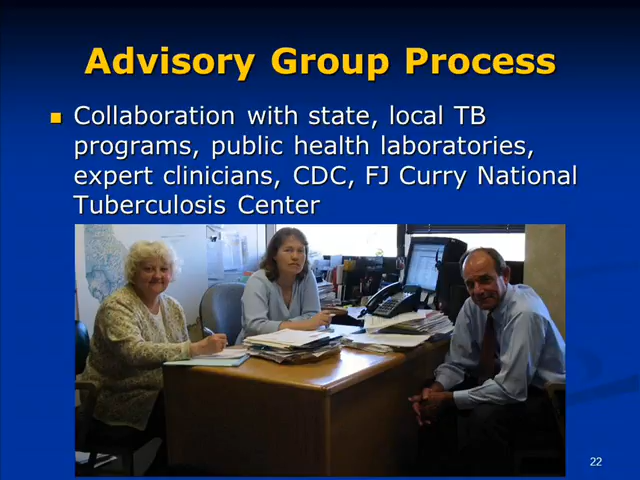 Advisory Group Process
Collaboration with state, local TB
programs, public health laboratories,
expert clinicians, CDC, FJ Curry National
Tuberculosis Center
22